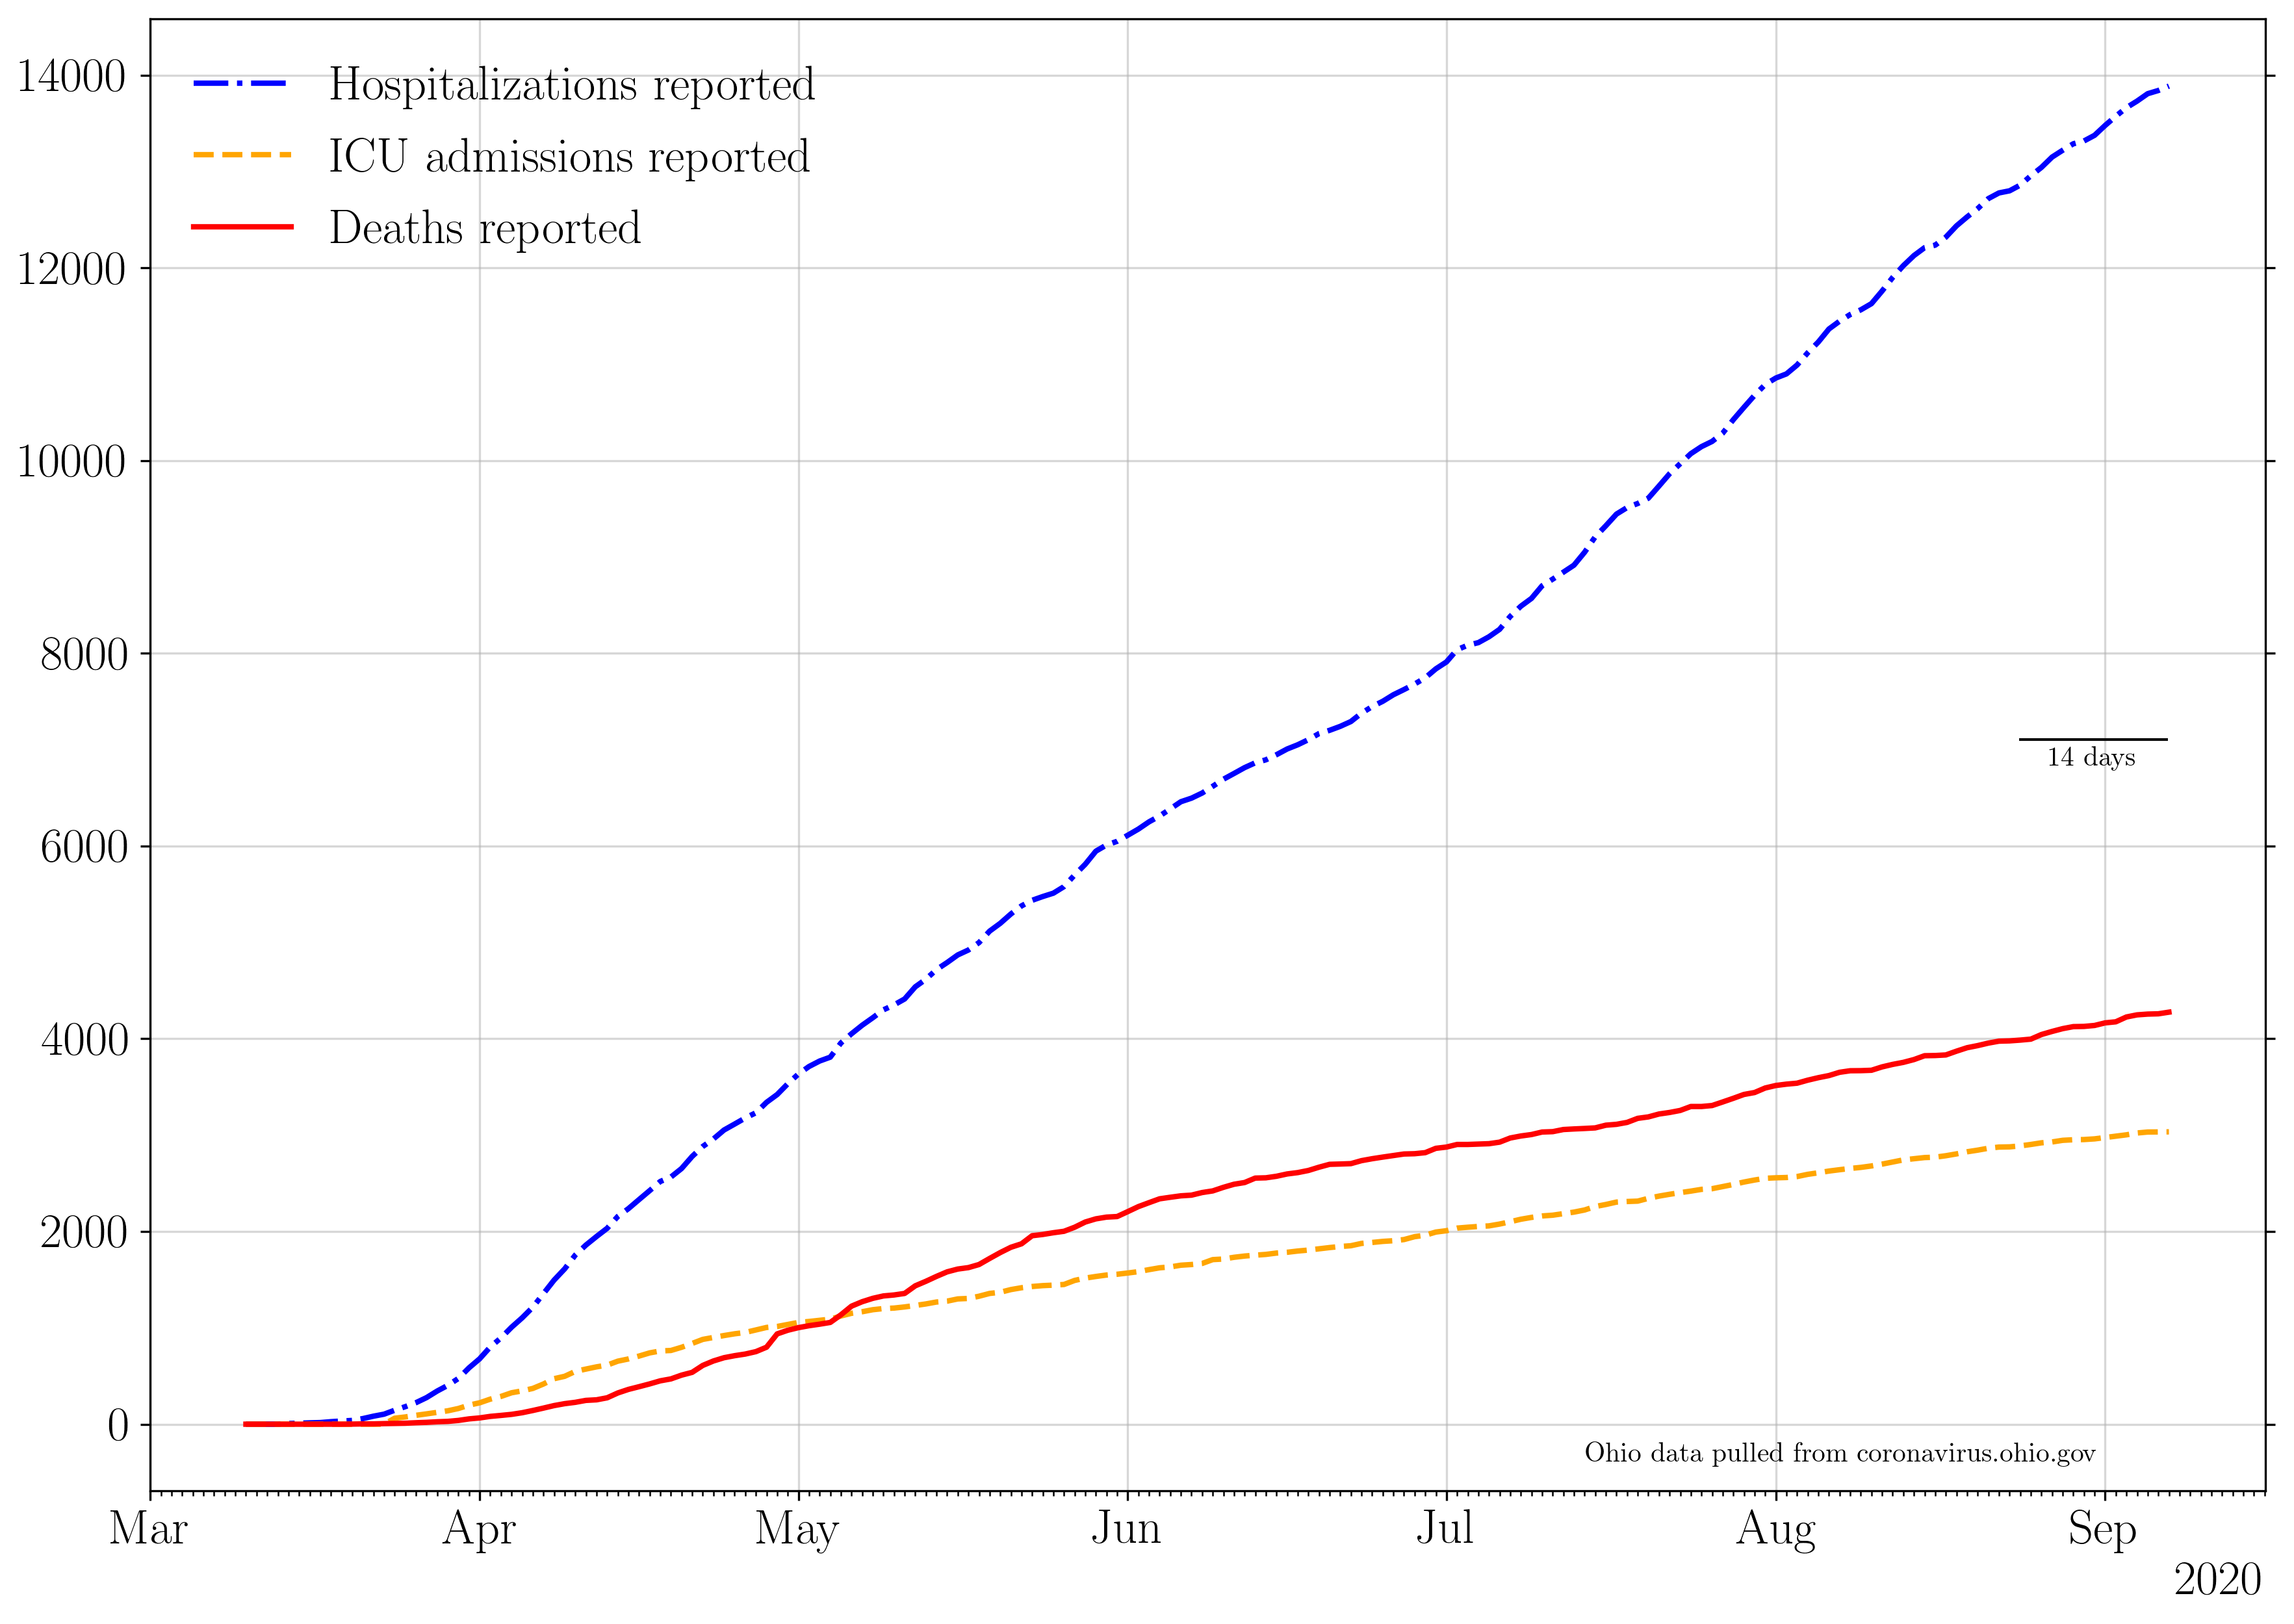 14000
12000
10000
8000
6000
4000
2000
0
Hospitalizations reported
ICU admissions reported
Deaths reported
14 days
Ohio data pulled from coronavirus.ohio.gov
Mar Apr May Jun Jul Aug Sep
2020